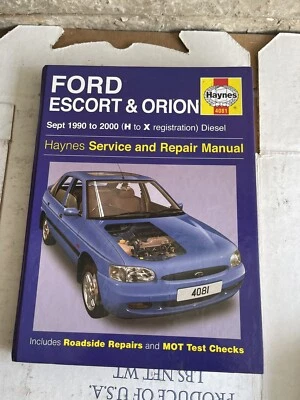 FORD
ESCORT & ORION
Haynes
4081
Sept 1990 to 2000 (H to X registration) Diesel
Haynes Service and Repair Manual
4081
Includes Roadside Repairs and MOT Test Checks
LBS NET WT
PRODUCE OF U.S.A.